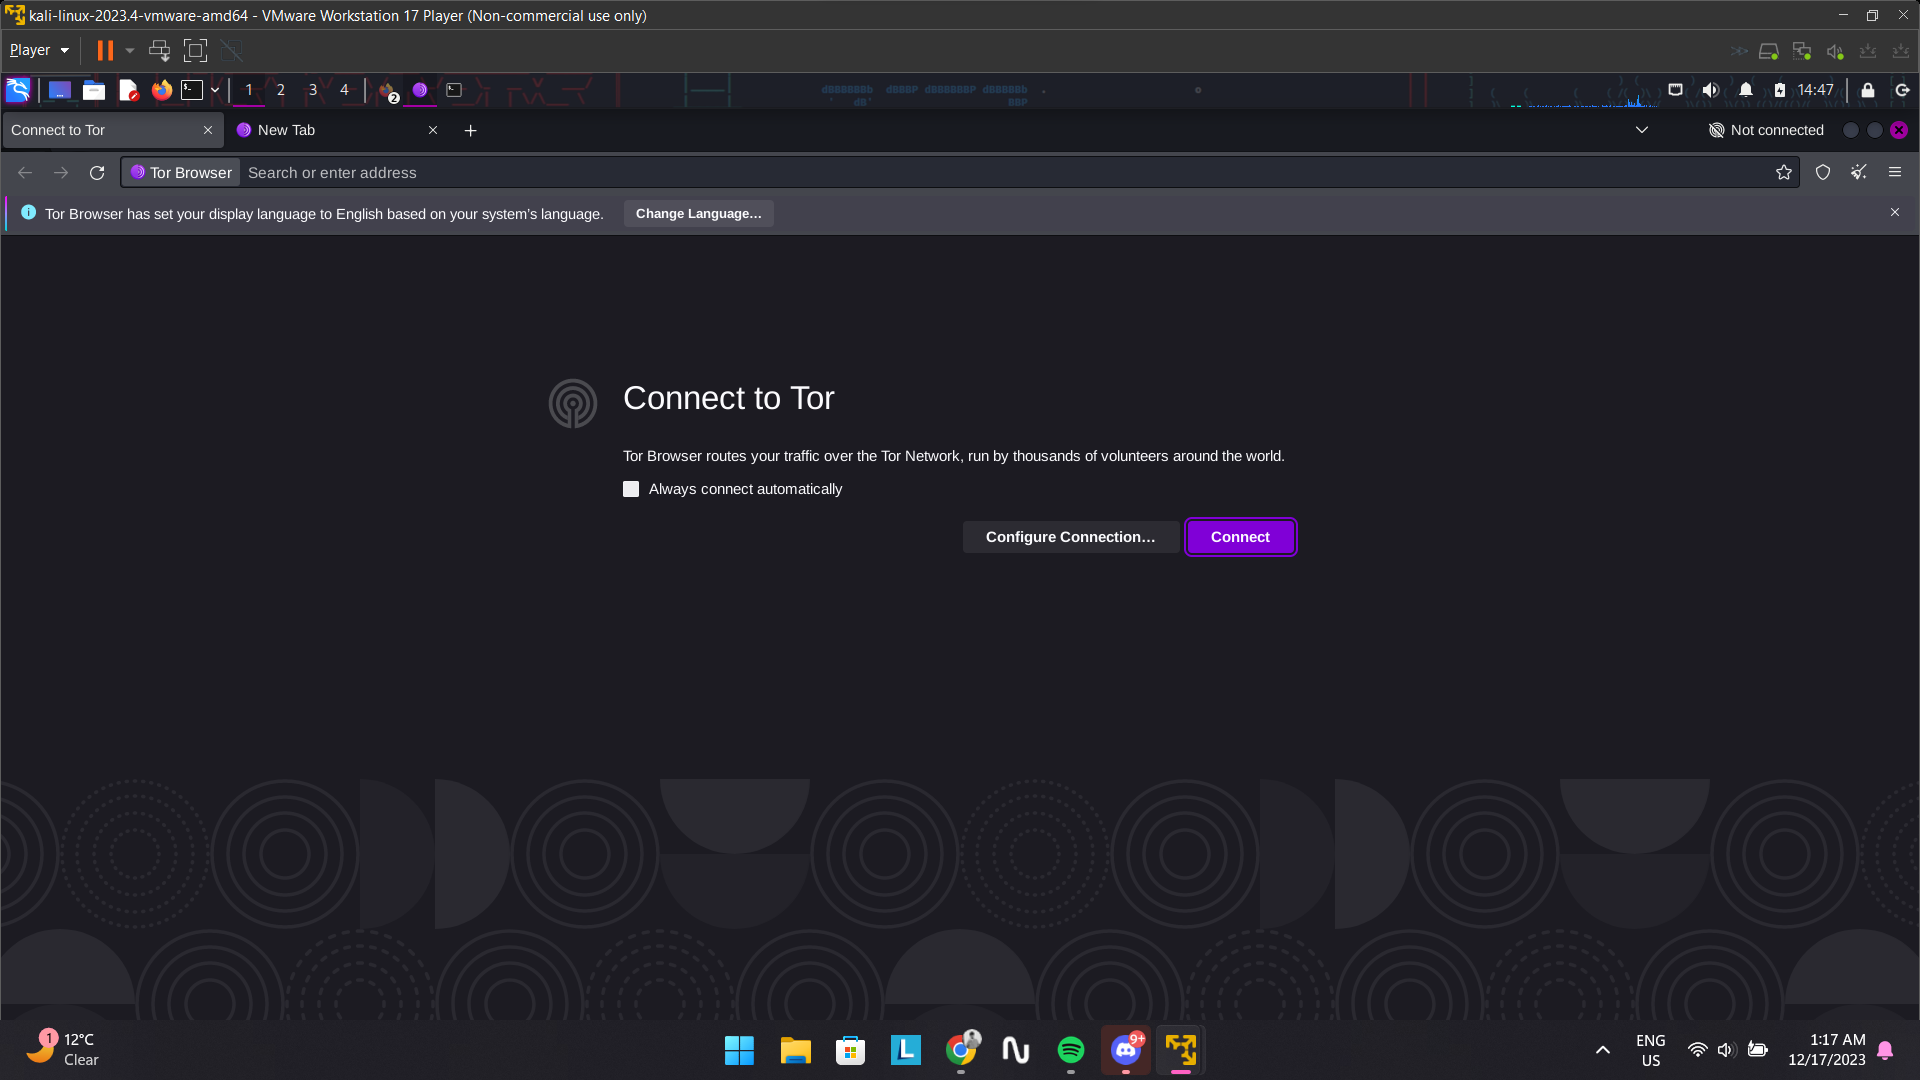 kali-linux-2023.4-vmware-amd64 - VMware Workstation 17 Player (Non-commercial use only)
Player
1 2 3 4 2 14:47
Connect to Tor New Tab Not connected
Tor Browser Search or enter address
Tor Browser has set your display language to English based on your system's language. Change Language…
Connect to Tor
Tor Browser routes your traffic over the Tor Network, run by thousands of volunteers around the world.
Always connect automatically
Configure Connection… Connect
1 12°C
Clear
L
9+
ENG
US
1:17 AM
12/17/2023